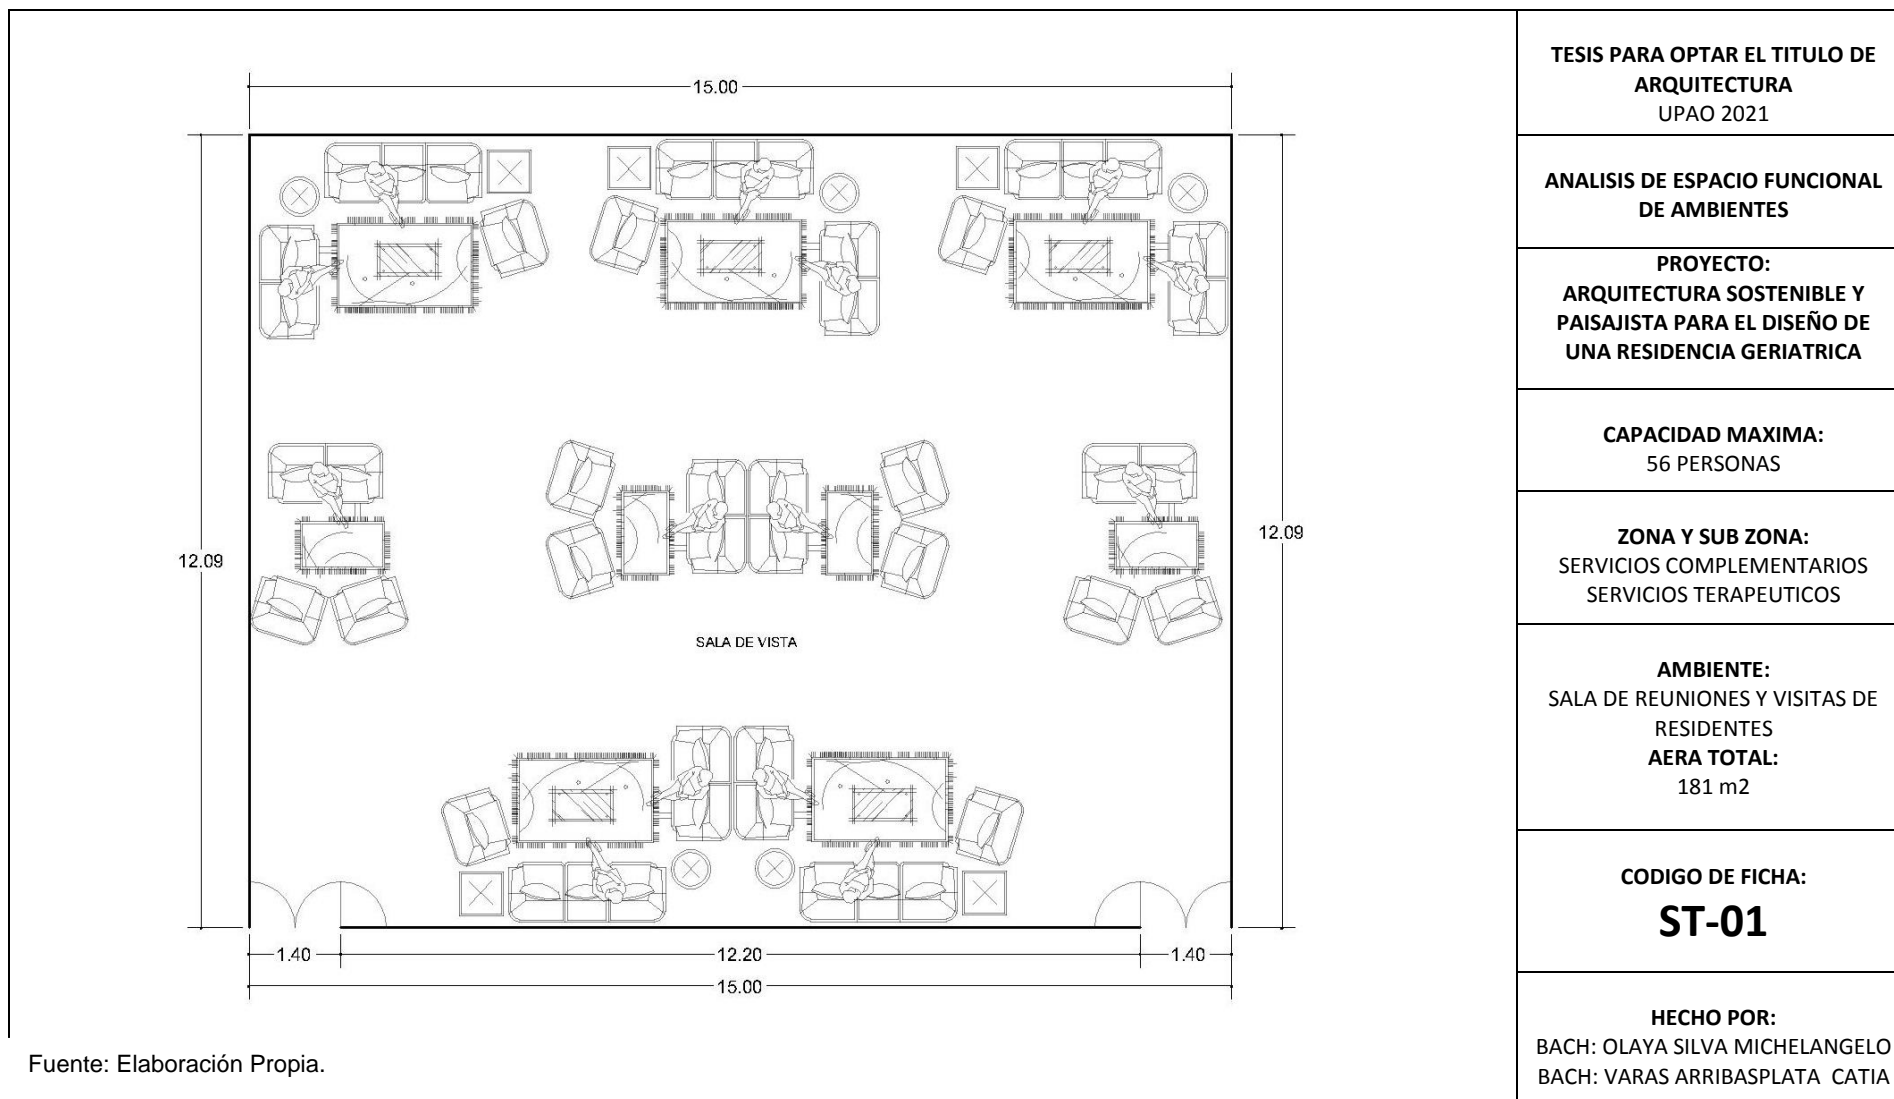 15.00
12.09
12.09
SALA DE VISTA
1.40
12.20
1.40
15.00
Fuente: Elaboración Propia.
TESIS PARA OPTAR EL TITULO DE
ARQUITECTURA
UPAO 2021
ANALISIS DE ESPACIO FUNCIONAL
DE AMBIENTES
PROYECTO:
ARQUITECTURA SOSTENIBLE Y
PAISAJISTA PARA EL DISEÑO DE
UNA RESIDENCIA GERIATRICA
CAPACIDAD MAXIMA:
56 PERSONAS
ZONA Y SUB ZONA:
SERVICIOS COMPLEMENTARIOS
SERVICIOS TERAPEUTICOS
AMBIENTE:
SALA DE REUNIONES Y VISITAS DE
RESIDENTES
AERA TOTAL:
181 m2
CODIGO DE FICHA:
ST-01
HECHO POR:
BACH: OLAYA SILVA MICHELANGELO
BACH: VARAS ARRIBASPLATA CATIA